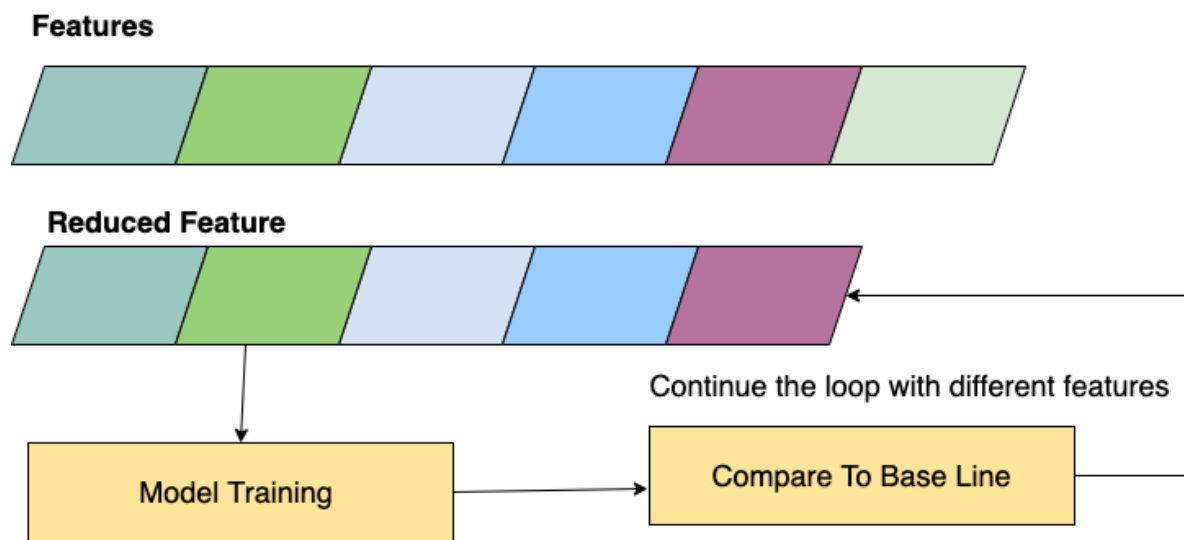 Features
Reduced Feature
Continue the loop with different features
Model Training
Compare To Base Line